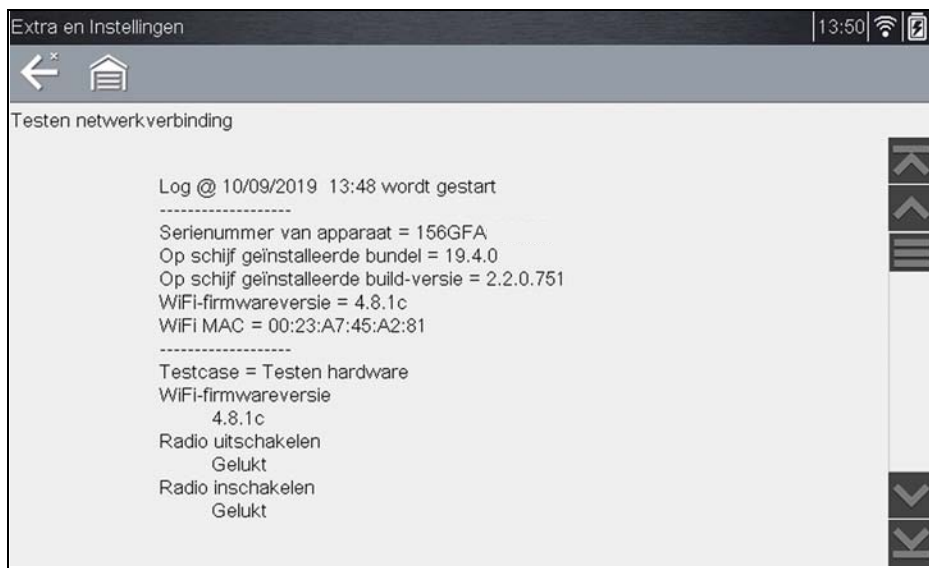 Extra en Instellingen
13:50
Testen netwerkverbinding
Log @ 10/09/2019 13:48 wordt gestart
-------------------
Serienummer van apparaat = 156GFA
Op schijf geïnstalleerde bundel = 19.4.0
Op schijf geïnstalleerde build-versie = 2.2.0.751
WiFi-firmwareversie = 4.8.1c
WiFi MAC = 00:23:A7:45:A2:81
-------------------
Testcase = Testen hardware
WiFi-firmwareversie
4.8.1c
Radio uitschakelen
Gelukt
Radio inschakelen
Gelukt